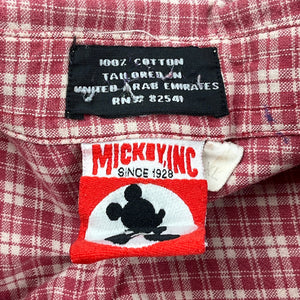 100% COTTON
TAILORED IN
UNITED ARAB EMIRATES
RN# 82541
MICKEY, INC
SINCE 1928
L